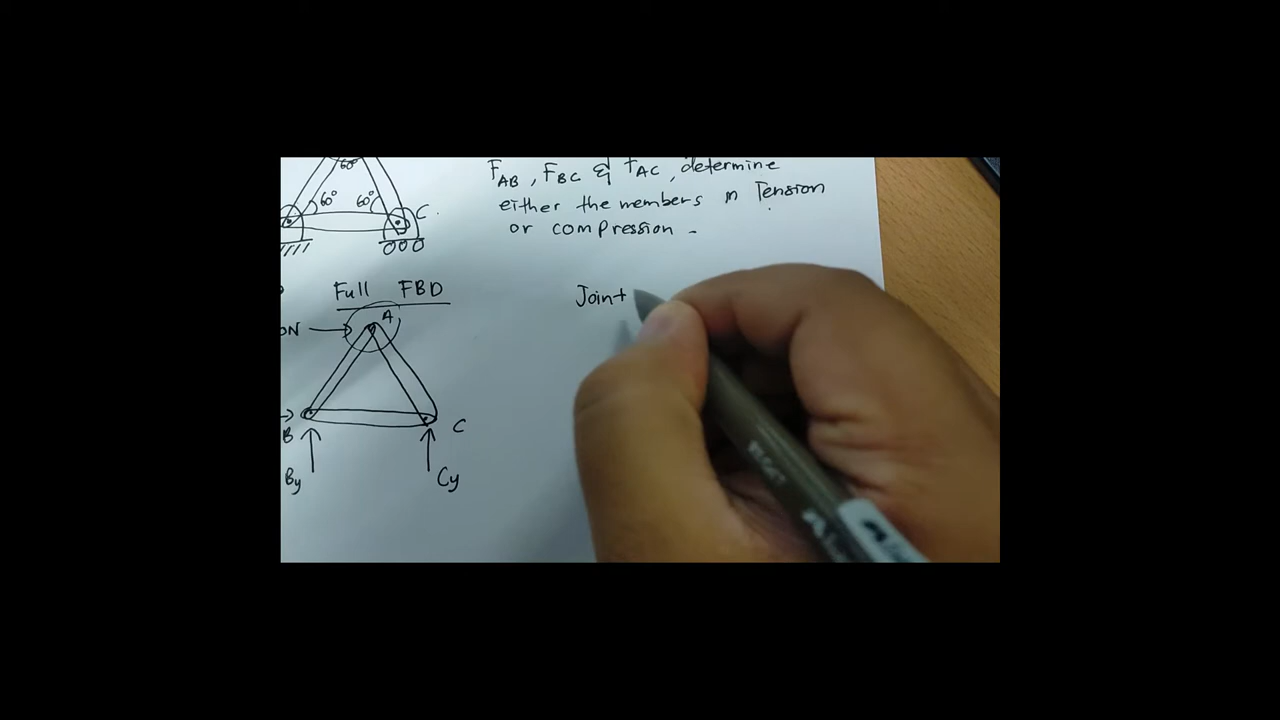 60°
60° 60° C
F_AB, F_BC & F_AC, determine
either the members in Tension
or compression -
Full FBD
Joint
A
ON
B
C
By
Cy